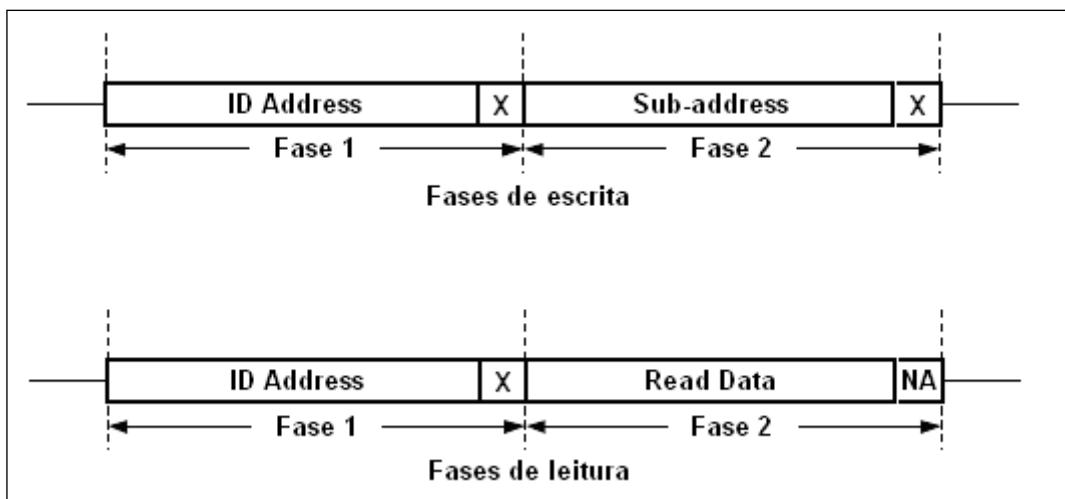 ID Address X Sub-address X
Fase 1 Fase 2
Fases de escrita
ID Address X Read Data NA
Fase 1 Fase 2
Fases de leitura